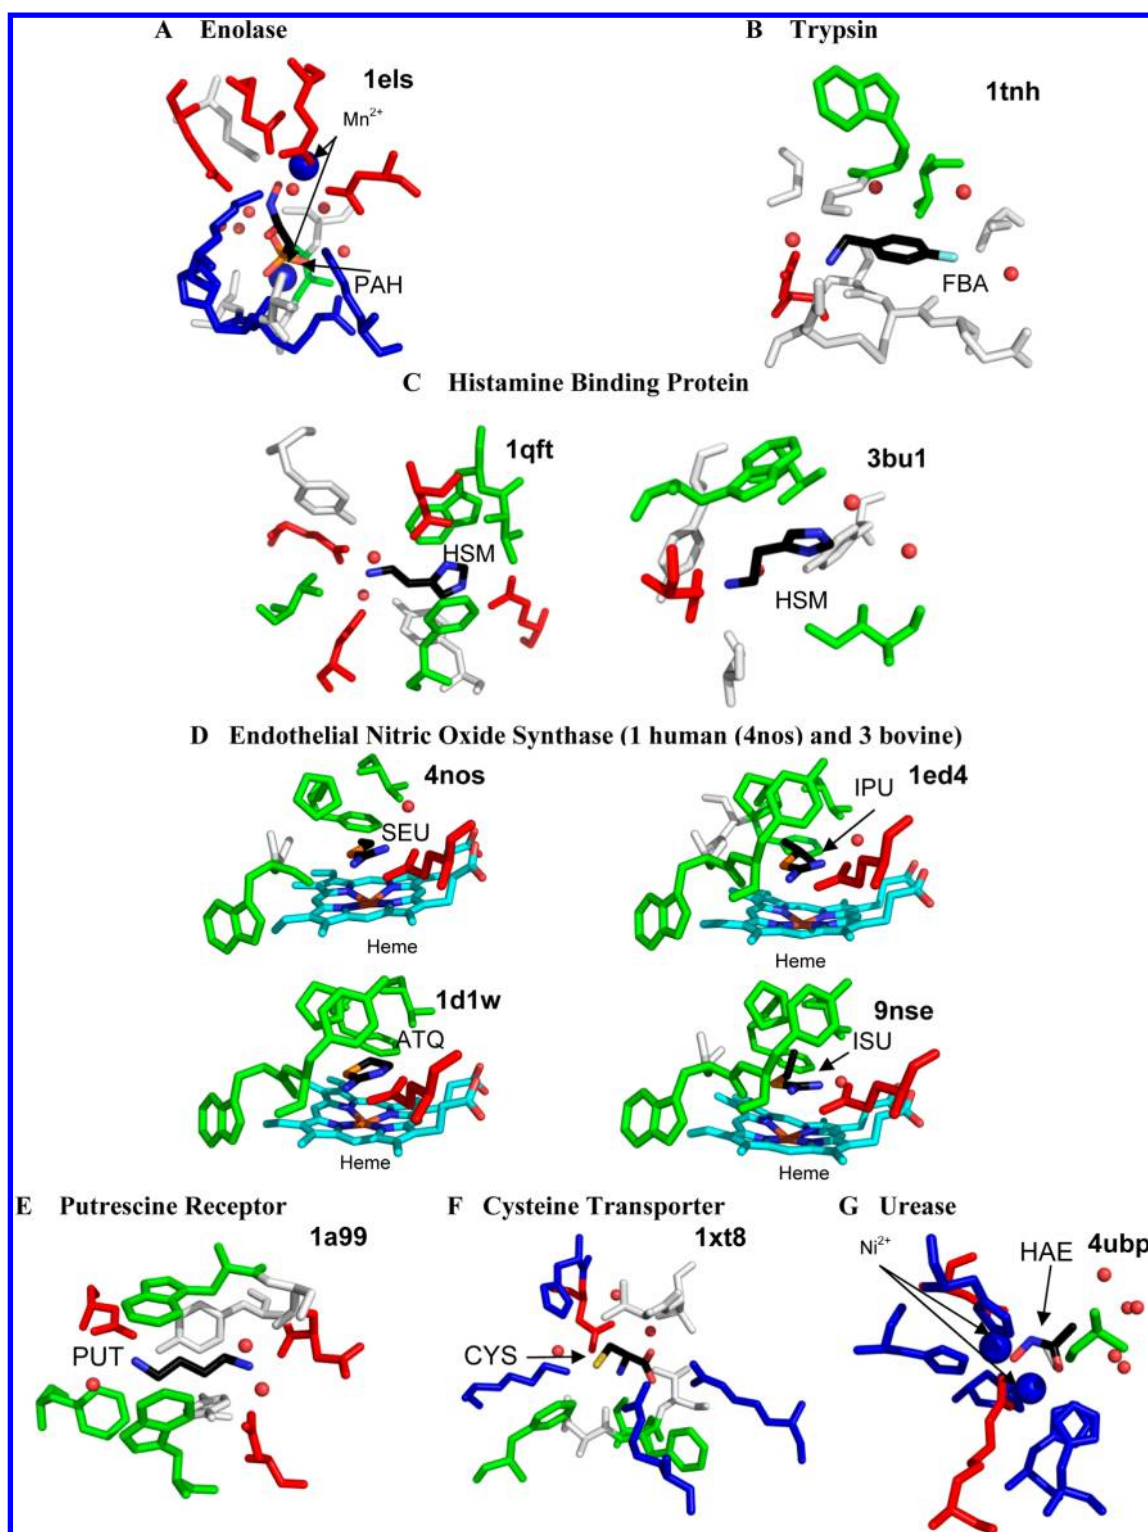 A Enolase
B Trypsin
1els
Mn2+
PAH
1tnh
FBA
C Histamine Binding Protein
1qft
HSM
3bu1
HSM
D Endothelial Nitric Oxide Synthase (1 human (4nos) and 3 bovine)
4nos
SEU
Heme
1ed4
IPU
Heme
1d1w
ATQ
Heme
9nse
ISU
Heme
E Putrescine Receptor
1a99
PUT
F Cysteine Transporter
1xt8
CYS
G Urease
Ni2+
HAE
4ubp